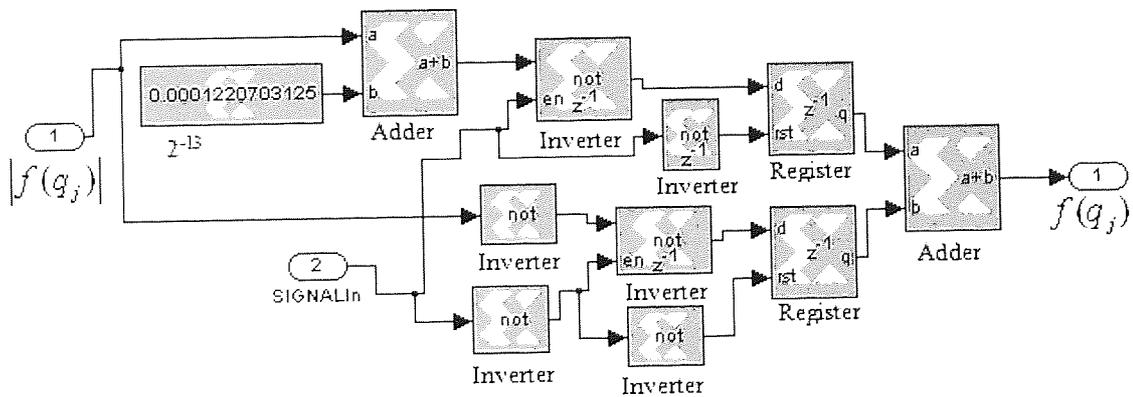 a
a+b
b
Adder
0.0001220703125
2^-13
1
|f(q_j)|
not
en
z^-1
Inverter
not
z^-1
Inverter
d
z^-1
q
rst
Register
a
a+b
b
Adder
1
f(q_j)
not
Inverter
not
en
z^-1
Inverter
d
z^-1
q
rst
Register
2
SIGNALIn
not
Inverter
not
Inverter